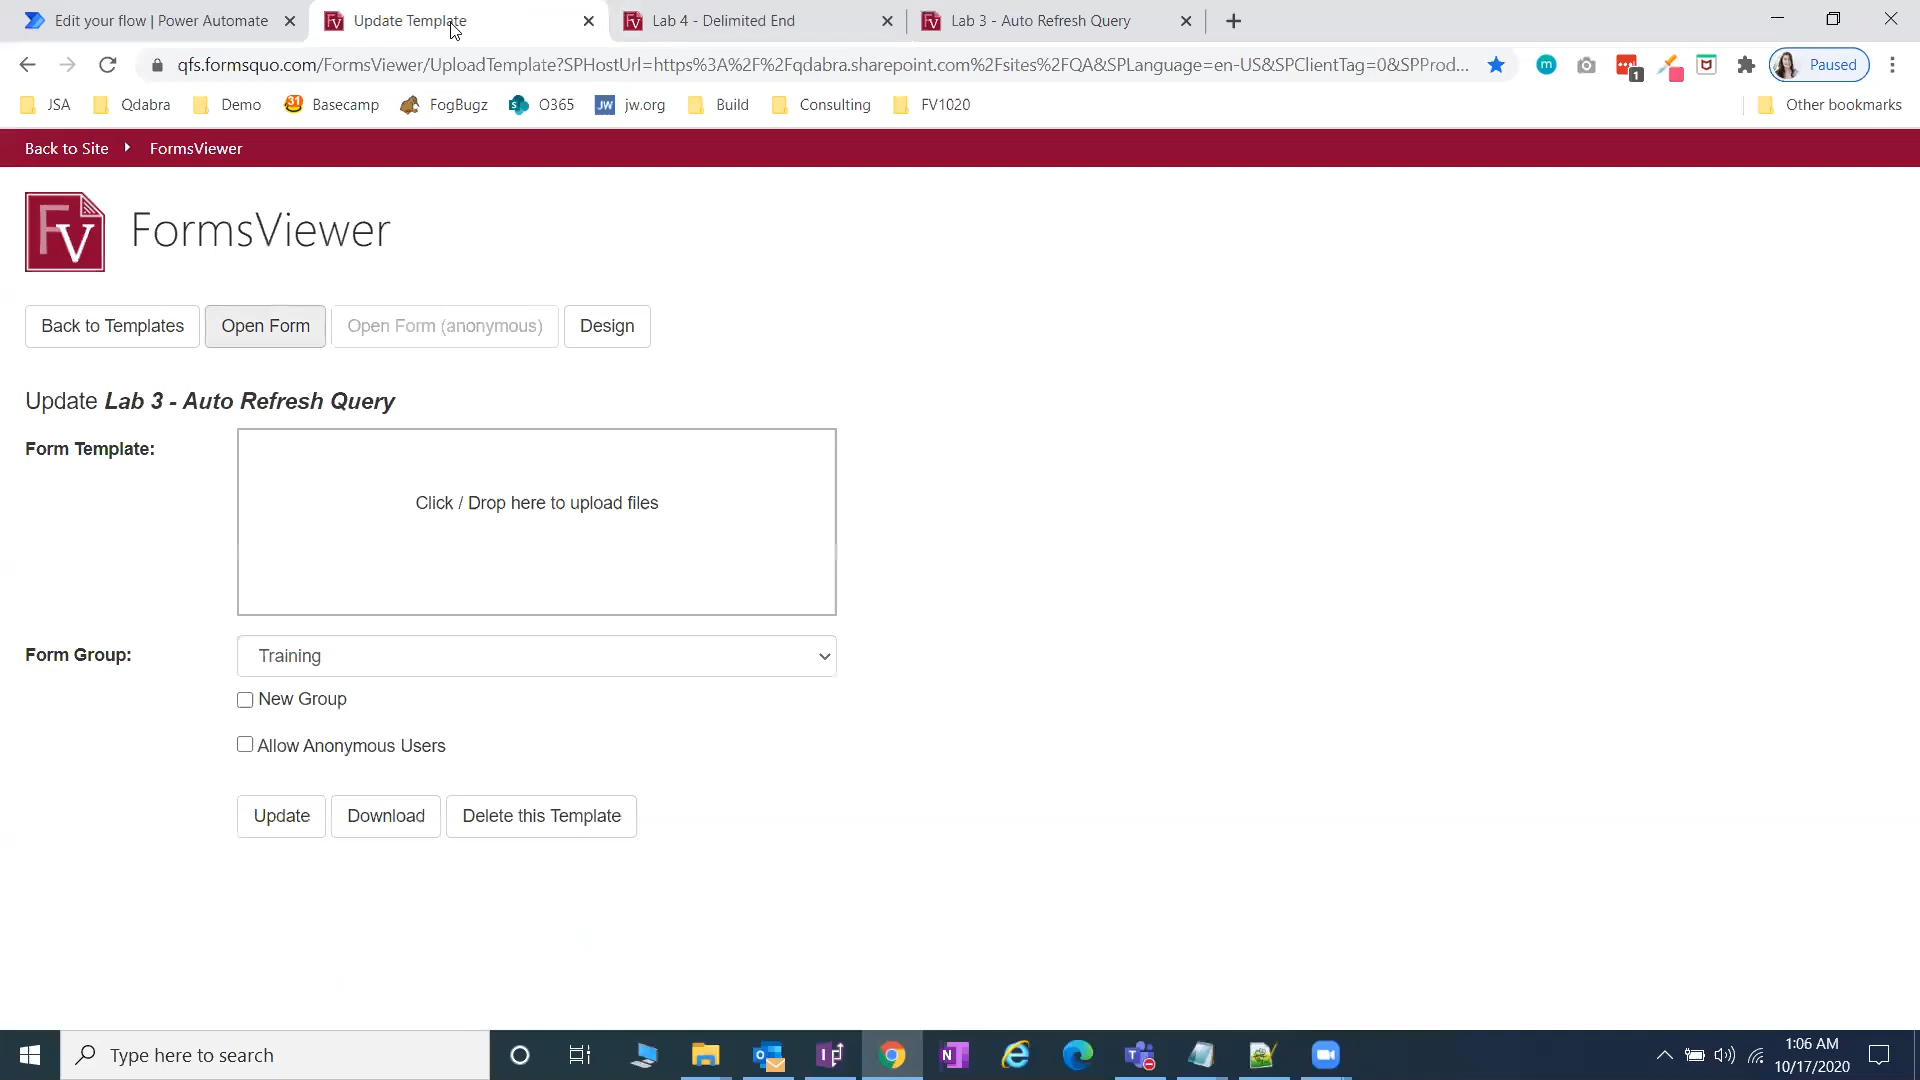 Edit your flow | Power Automate
Update Template
Lab 4 - Delimited End
Lab 3 - Auto Refresh Query
qfs.formsquo.com/FormsViewer/UploadTemplate?SPHostUrl=https%3A%2F%2Fqdabra.sharepoint.com%2Fsites%2FQA&SPLanguage=en-US&SPClientTag=0&SPProd...
m
1
Paused
JSA
Qdabra
Demo
31
Basecamp
FogBugz
S
O365
JW
jw.org
Build
Consulting
FV1020
Other bookmarks
Back to Site
FormsViewer
FV
FormsViewer
Back to Templates
Open Form
Open Form (anonymous)
Design
Update Lab 3 - Auto Refresh Query
Form Template:
Click / Drop here to upload files
Form Group:
Training
New Group
Allow Anonymous Users
Update
Download
Delete this Template
Type here to search
1:06 AM
10/17/2020